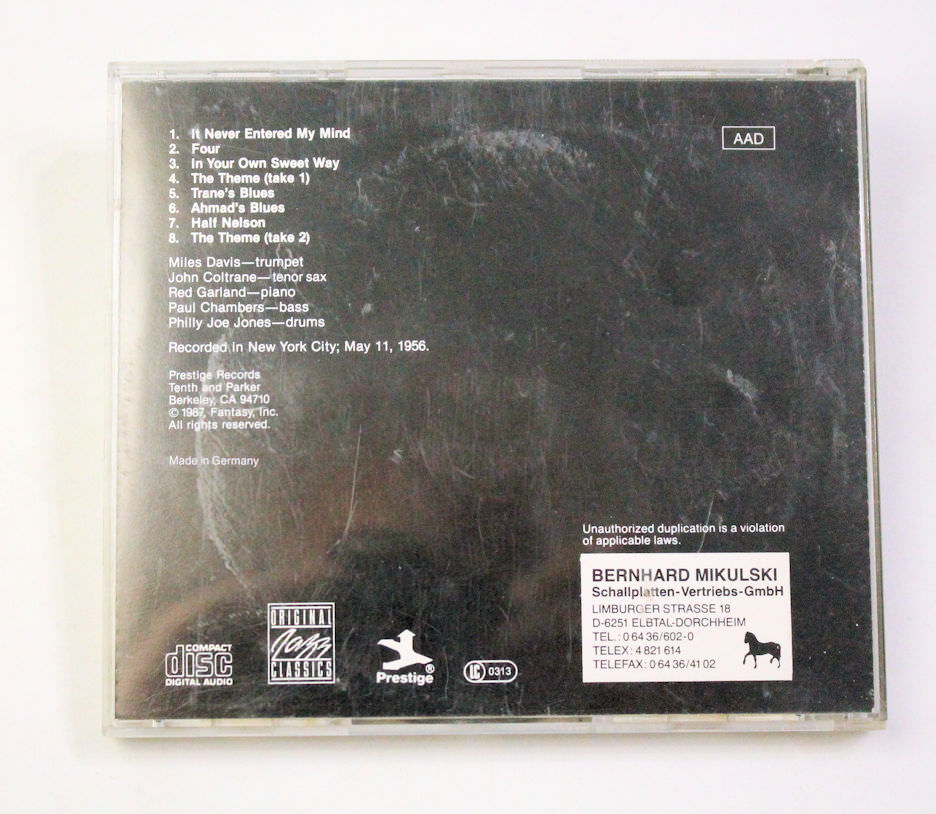 1. It Never Entered My Mind
2. Four
3. In Your Own Sweet Way
4. The Theme (take 1)
5. Trane's Blues
6. Ahmad's Blues
7. Half Nelson
8. The Theme (take 2)
AAD
Miles Davis—trumpet
John Coltrane—tenor sax
Red Garland—piano
Paul Chambers—bass
Philly Joe Jones—drums
Recorded in New York City; May 11, 1956.
Prestige Records
Tenth and Parker
Berkeley, CA 94710
© 1987, Fantasy, Inc.
All rights reserved.
Made in Germany
Unauthorized duplication is a violation
of applicable laws.
BERNHARD MIKULSKI
Schallplatten-Vertriebs-GmbH
LIMBURGER STRASSE 18
D-6251 ELBTAL-DORCHHEIM
TEL.: 0 64 36/602-0
TELEX: 4 821 614
TELEFAX: 0 64 36/41 02
COMPACT
disc
DIGITAL AUDIO
ORIGINAL
Jazz
CLASSICS
®
Prestige®
LC 0313